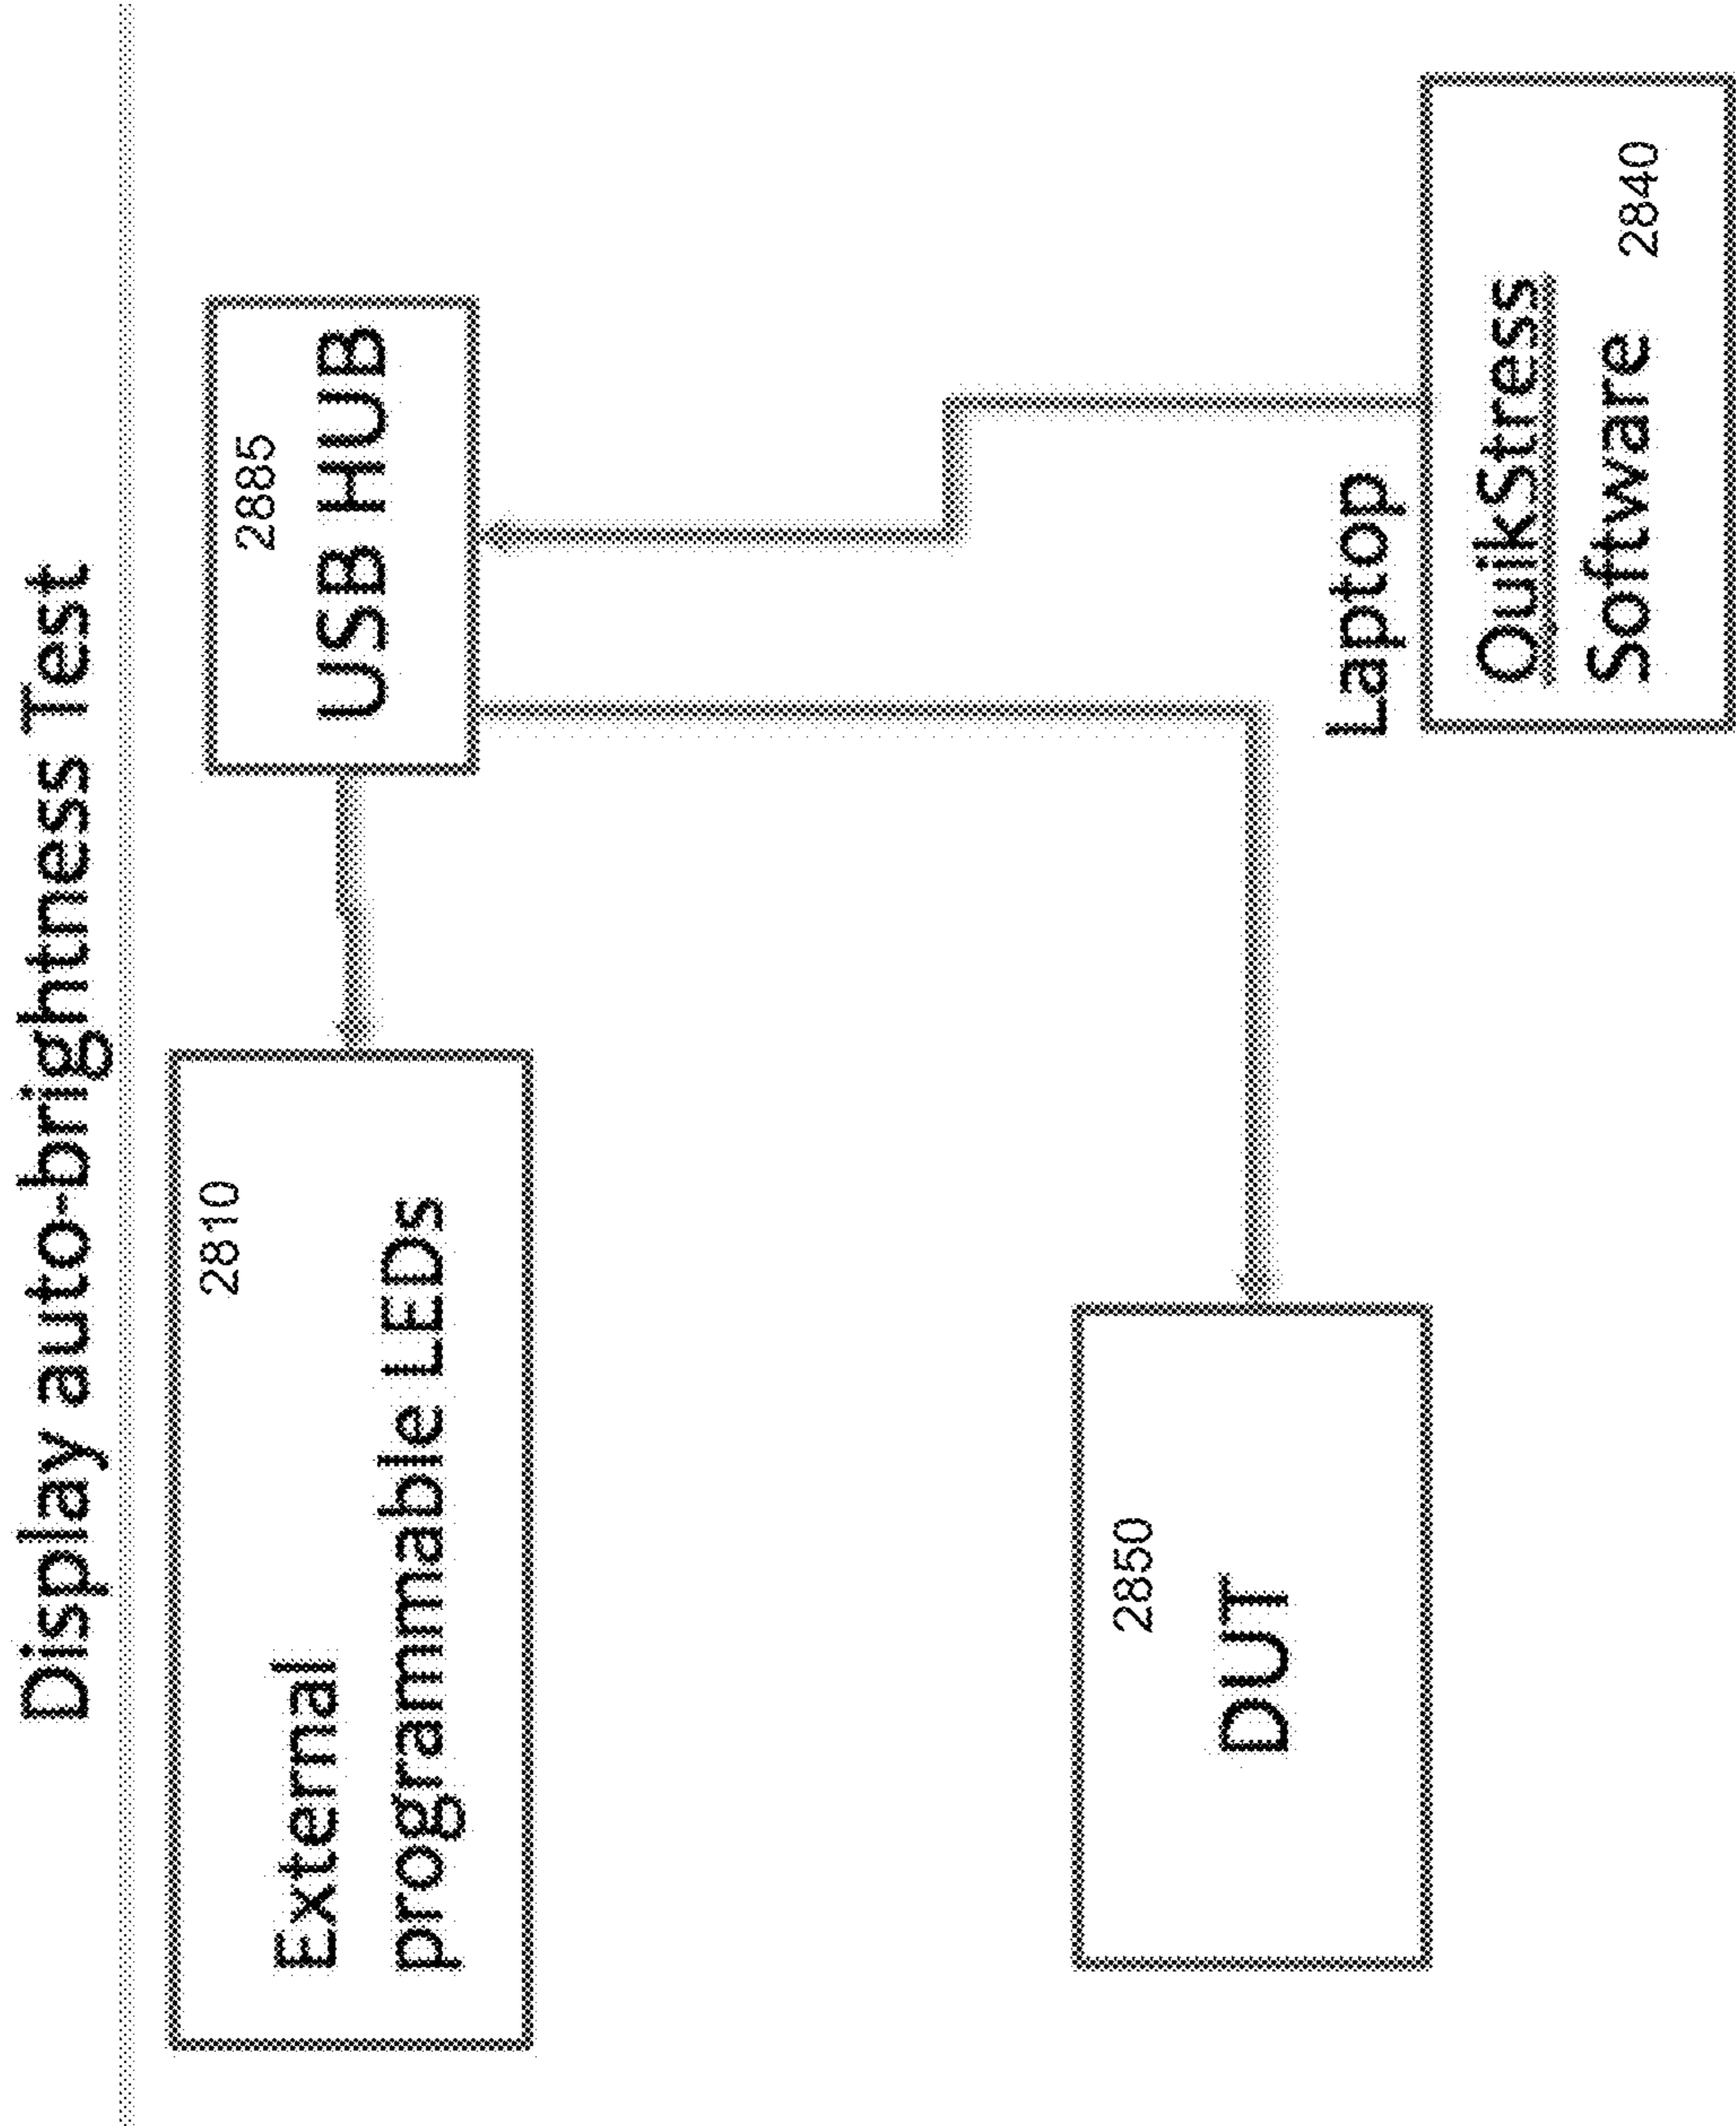 Display auto-brightness Test
2810
External
programmable LEDs
2885
USB HUB
2850
DUT
Laptop
QuikStress
Software 2840